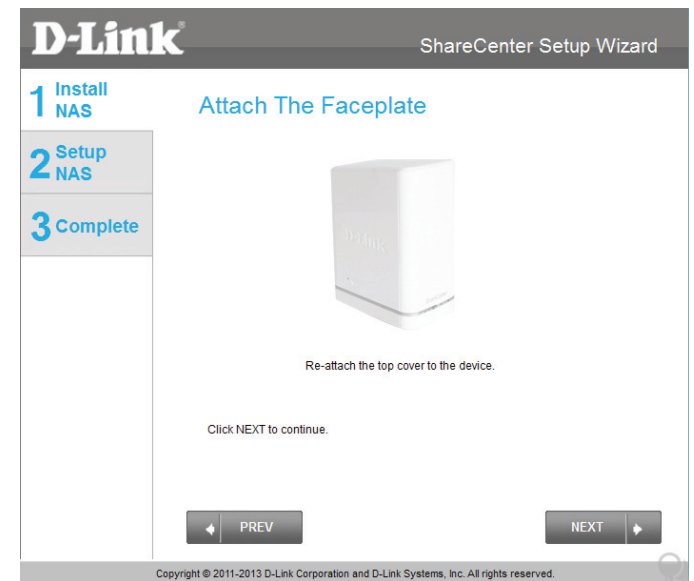 D-Link
ShareCenter Setup Wizard
1 Install
NAS
2 Setup
NAS
3 Complete
Attach The Faceplate
D-Link
Re-attach the top cover to the device.
Click NEXT to continue.
PREV
NEXT
Copyright © 2011-2013 D-Link Corporation and D-Link Systems, Inc. All rights reserved.